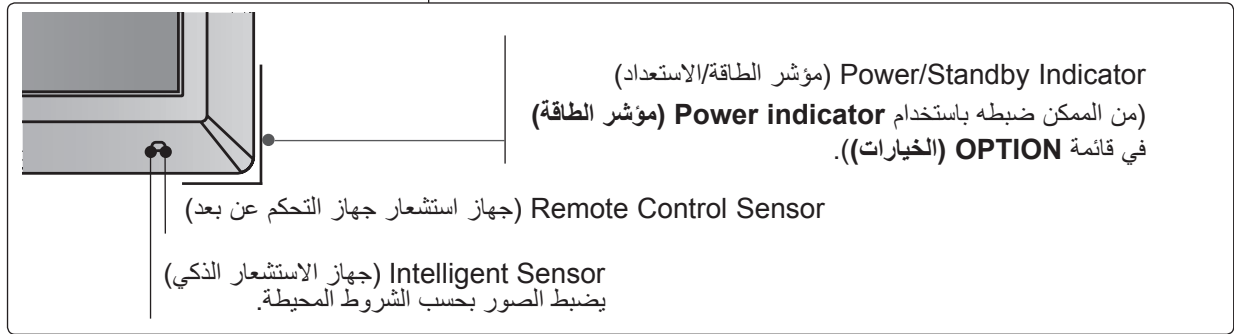 Power/Standby Indicator (مؤشر الطاقة/الاستعداد)
(من الممكن ضبطه باستخدام Power indicator (مؤشر الطاقة)
في قائمة OPTION (الخيارات)).
Remote Control Sensor (جهاز استشعار جهاز التحكم عن بعد)
Intelligent Sensor (جهاز الاستشعار الذكي)
يضبط الصور بحسب الشروط المحيطة.